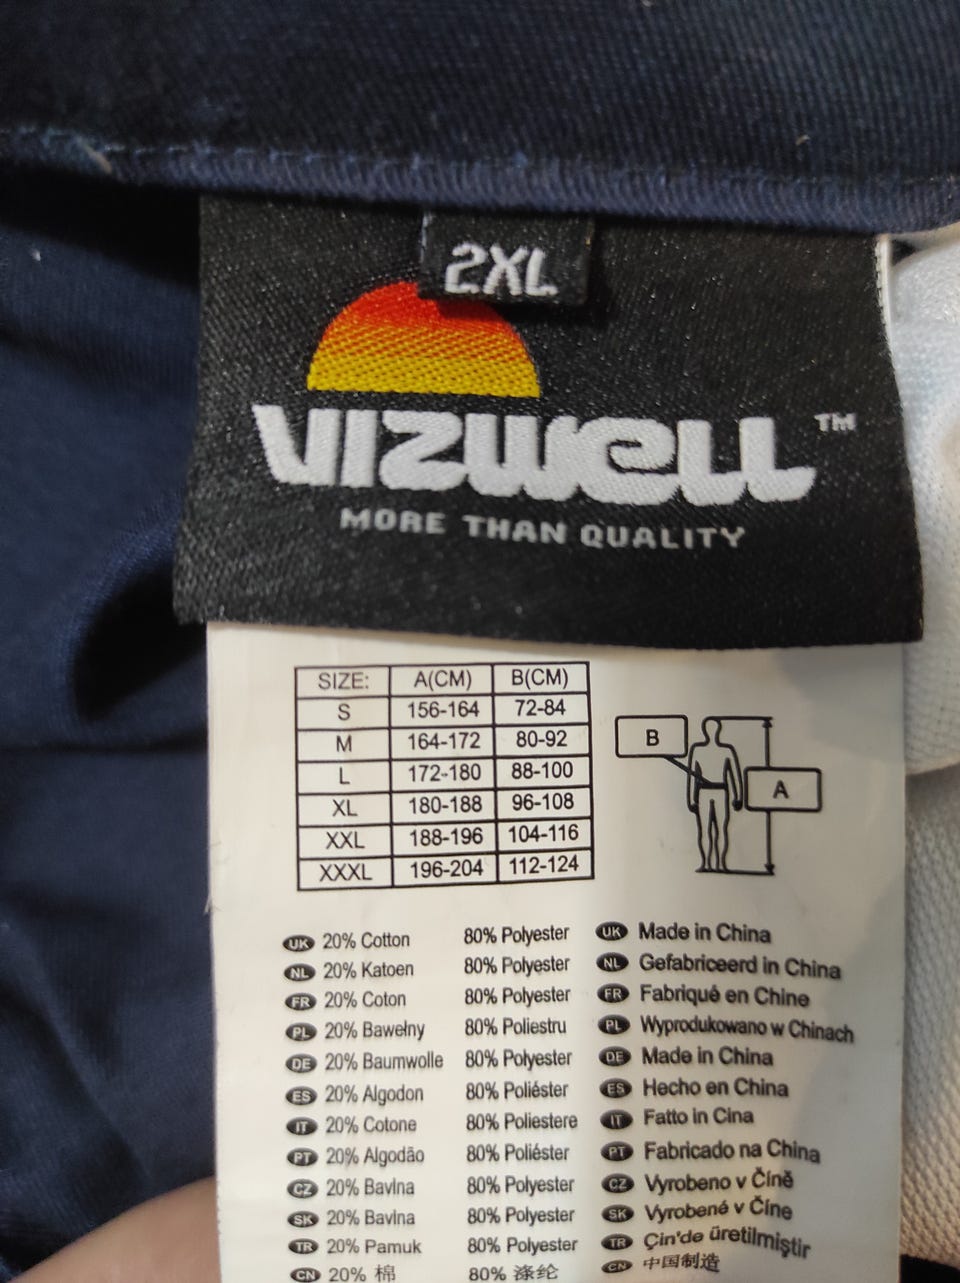 2XL
VIZWELL™
MORE THAN QUALITY
SIZE: A(CM) B(CM)
S 156-164 72-84
M 164-172 80-92
L 172-180 88-100
XL 180-188 96-108
XXL 188-196 104-116
XXXL 196-204 112-124
B
A
UK 20% Cotton 80% Polyester UK Made in China
NL 20% Katoen 80% Polyester NL Gefabriceerd in China
FR 20% Coton 80% Polyester FR Fabriqué en Chine
PL 20% Bawełny 80% Poliestru PL Wyprodukowano w Chinach
DE 20% Baumwolle 80% Polyester DE Made in China
ES 20% Algodon 80% Poliéster ES Hecho en China
IT 20% Cotone 80% Poliestere IT Fatto in Cina
PT 20% Algodão 80% Poliéster PT Fabricado na China
CZ 20% Bavlna 80% Polyester CZ Vyrobeno v Číně
SK 20% Bavlna 80% Polyester SK Vyrobené v Číne
TR 20% Pamuk 80% Polyester TR Çin'de üretilmiştir
CN 20% 棉 80% 涤纶 CN 中国制造